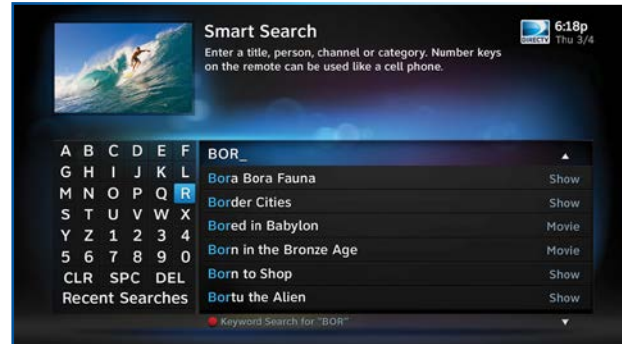 Smart Search
Enter a title, person, channel or category. Number keys
on the remote can be used like a cell phone.
DIRECTV
6:18p
Thu 3/4
A B C D E F
G H I J K L
M N O P Q R
S T U V W X
Y Z 1 2 3 4
5 6 7 8 9 0
CLR SPC DEL
Recent Searches
BOR_
Bora Bora Fauna Show
Border Cities Show
Bored in Babylon Movie
Born in the Bronze Age Movie
Born to Shop Show
Bortu the Alien Show
Keyword Search for "BOR"